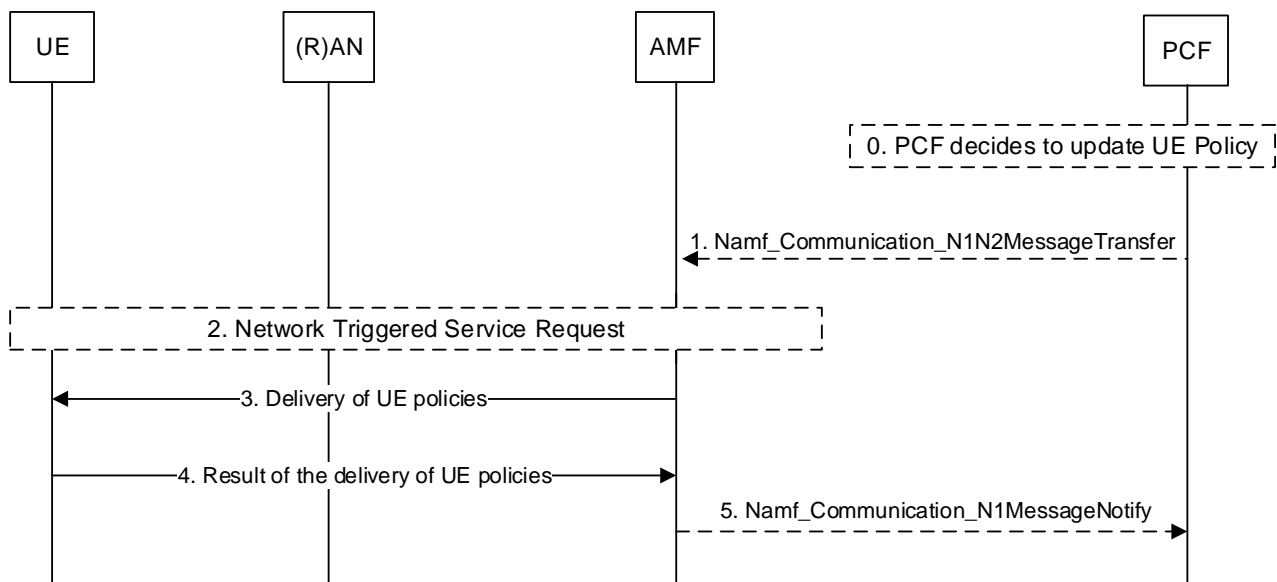 UE
(R)AN
AMF
PCF
0. PCF decides to update UE Policy
1. Namf_Communication_N1N2MessageTransfer
2. Network Triggered Service Request
3. Delivery of UE policies
4. Result of the delivery of UE policies
5. Namf_Communication_N1MessageNotify